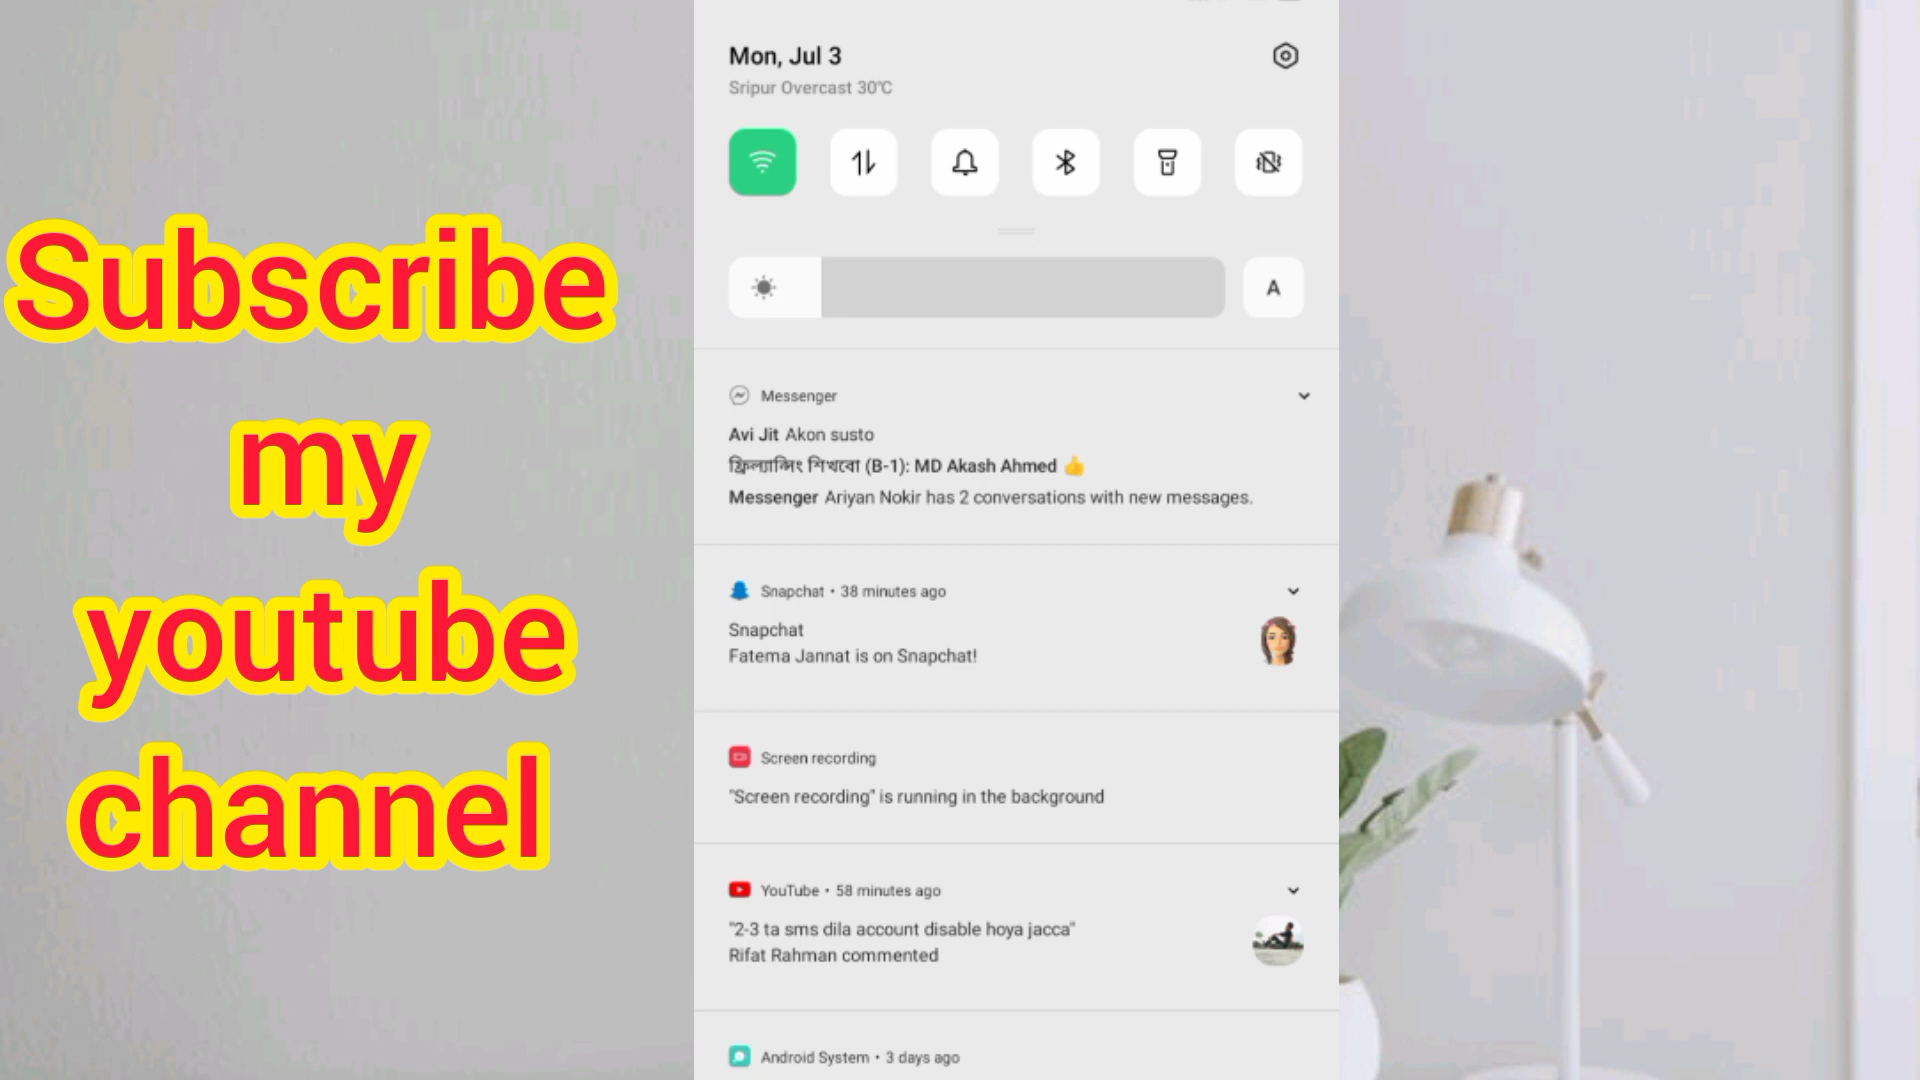 Subscribe
my
youtube
channel
Mon, Jul 3
Sripur Overcast 30°C
A
Messenger
Avi Jit Akon susto
ফ্রিল্যান্সিং শিখবো (B-1): MD Akash Ahmed 👍
Messenger Ariyan Nokir has 2 conversations with new messages.
Snapchat • 38 minutes ago
Snapchat
Fatema Jannat is on Snapchat!
Screen recording
"Screen recording" is running in the background
YouTube • 58 minutes ago
"2-3 ta sms dila account disable hoya jacca"
Rifat Rahman commented
Android System • 3 days ago